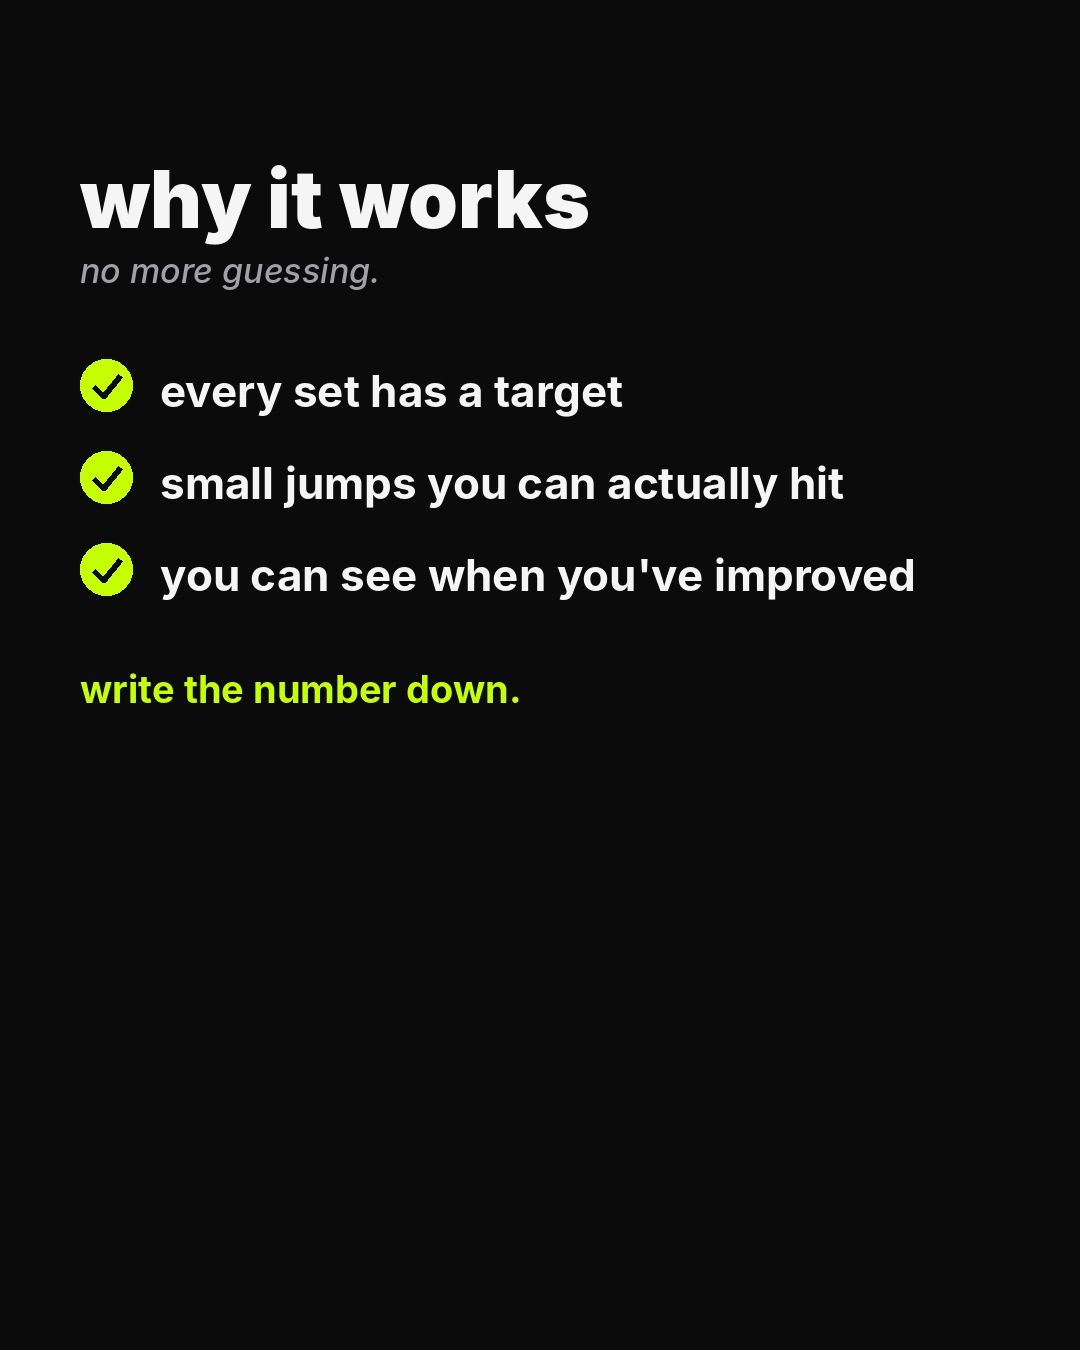 why it works
no more guessing.
every set has a target
small jumps you can actually hit
you can see when you've improved
write the number down.